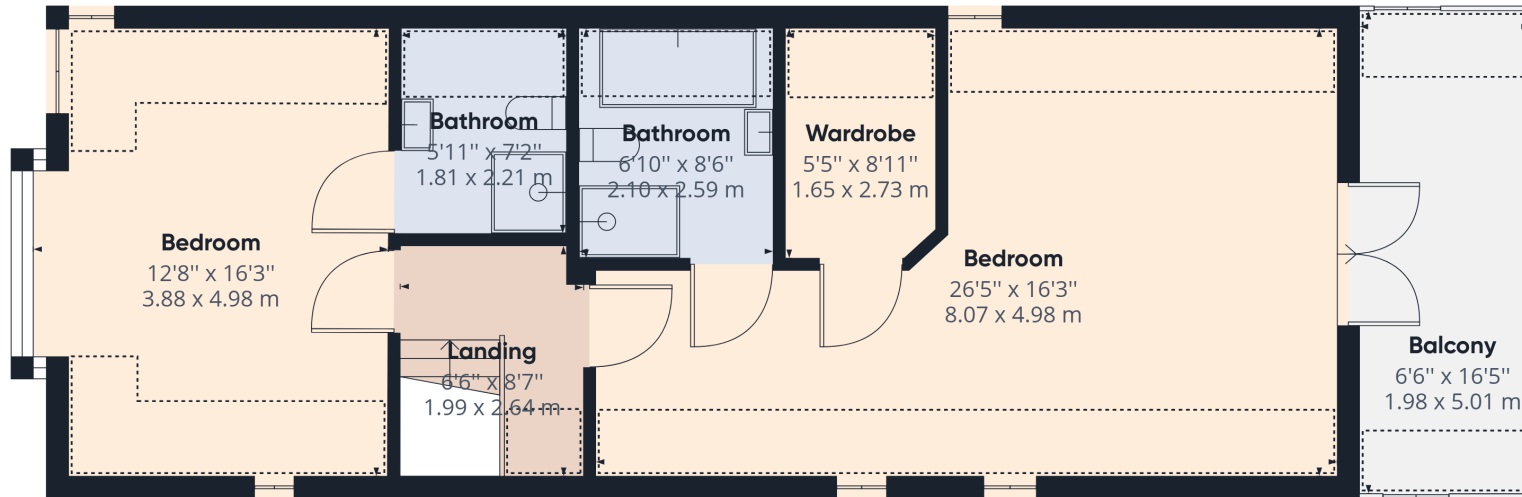 Bathroom
5'11" x 7'2"
1.81 x 2.21 m
Bathroom
6'10" x 8'6"
2.10 x 2.59 m
Wardrobe
5'5" x 8'11"
1.65 x 2.73 m
Bedroom
12'8" x 16'3"
3.88 x 4.98 m
Bedroom
26'5" x 16'3"
8.07 x 4.98 m
Landing
6'6" x 8'7"
1.99 x 2.64 m
Balcony
6'6" x 16'5"
1.98 x 5.01 m